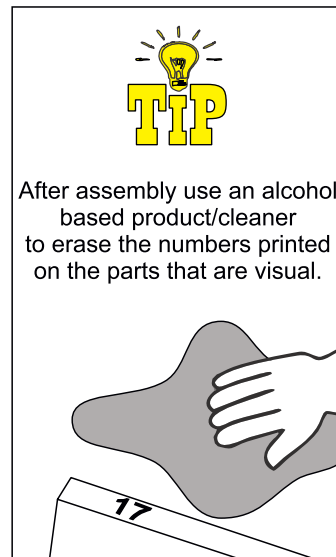 TIP
After assembly use an alcohol
based product/cleaner
to erase the numbers printed
on the parts that are visual.
17